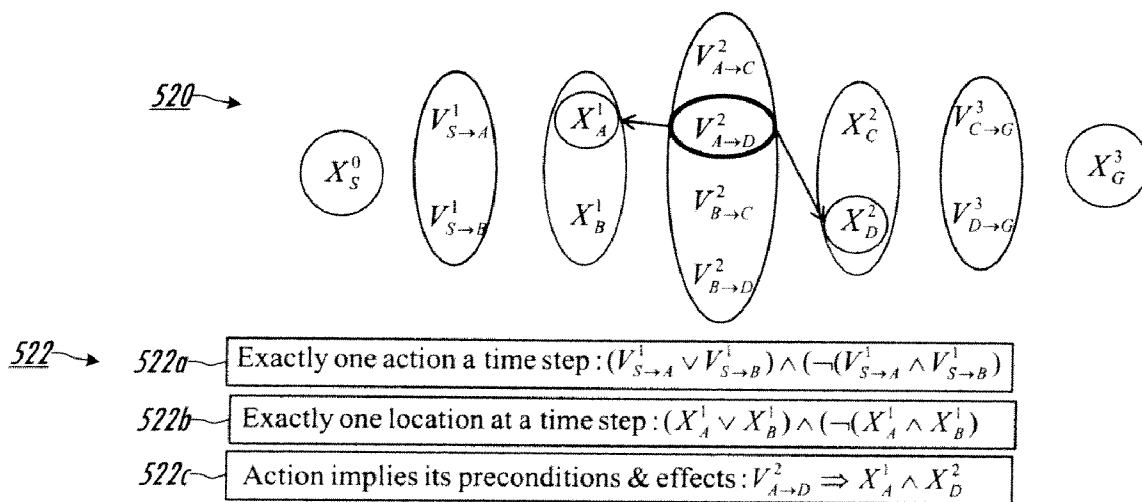 520
X_S^0
V_{S→A}^1
V_{S→B}^1
X_A^1
X_B^1
V_{A→C}^2
V_{A→D}^2
V_{B→C}^2
V_{B→D}^2
X_C^2
X_D^2
V_{C→G}^3
V_{D→G}^3
X_G^3
522
522a Exactly one action a time step : (V_{S→A}^1 ∨ V_{S→B}^1) ∧ (¬(V_{S→A}^1 ∧ V_{S→B}^1)
522b Exactly one location at a time step : (X_A^1 ∨ X_B^1) ∧ (¬(X_A^1 ∧ X_B^1)
522c Action implies its preconditions & effects : V_{A→D}^2 ⇒ X_A^1 ∧ X_D^2